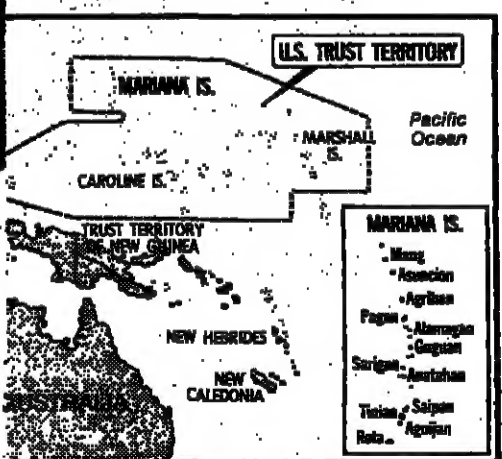 U.S. TRUST TERRITORY
MARIANA IS.
Pacific
Ocean
MARSHALL
IS.
CAROLINE IS.
TRUST TERRITORY
OF NEW GUINEA
NEW HEBRIDES
NEW
CALEDONIA
AUSTRALIA
MARIANA IS.
Maug
Asuncion
Agrihan
Pagan
Alamagan
Guguan
Sarigan
Anatahan
Tinian
Saipan
Aguijan
Rota